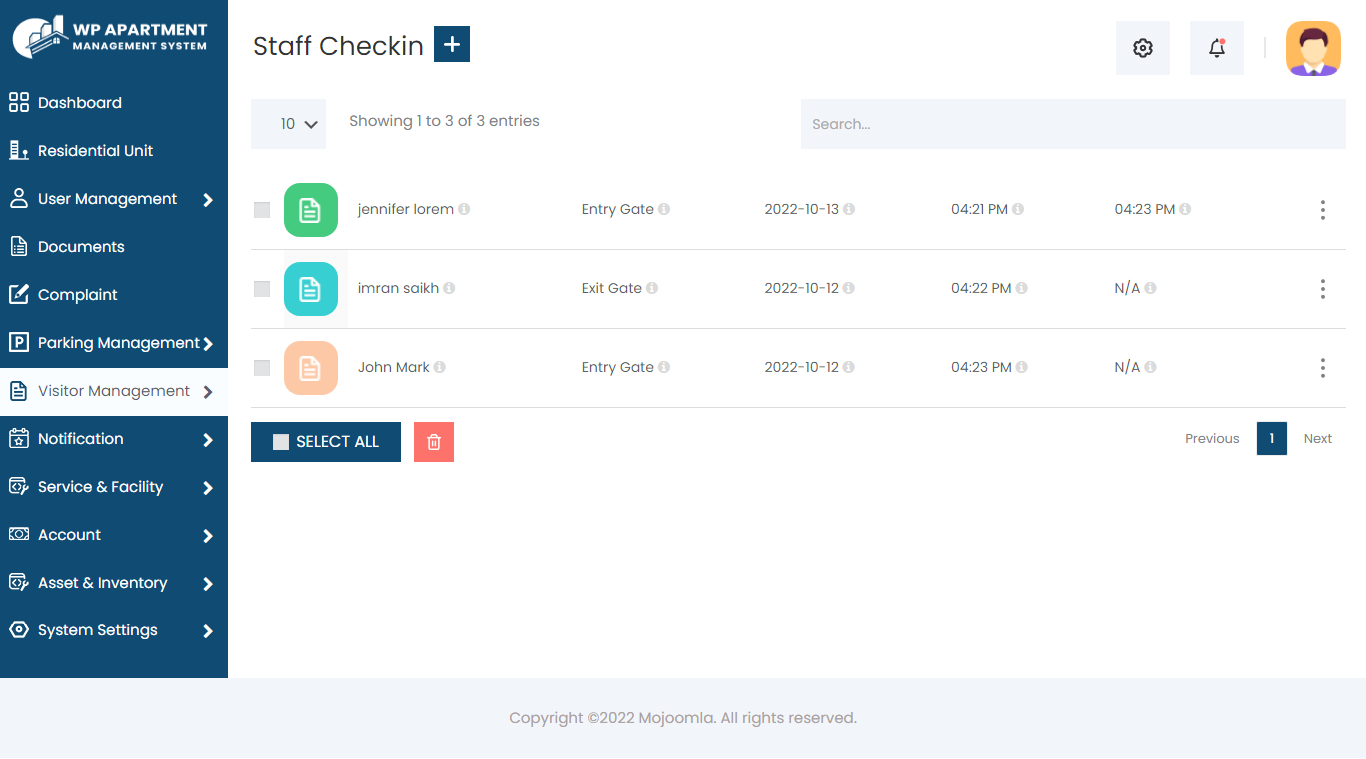 WP APARTMENT
MANAGEMENT SYSTEM
Dashboard
Residential Unit
User Management
Documents
Complaint
Parking Management
Visitor Management
Notification
Service & Facility
Account
Asset & Inventory
System Settings
Staff Checkin
10
Showing 1 to 3 of 3 entries
Search...
jennifer lorem Entry Gate 2022-10-13 04:21 PM 04:23 PM
imran saikh Exit Gate 2022-10-12 04:22 PM N/A
John Mark Entry Gate 2022-10-12 04:23 PM N/A
SELECT ALL
Previous 1 Next
Copyright ©2022 Mojoomla. All rights reserved.